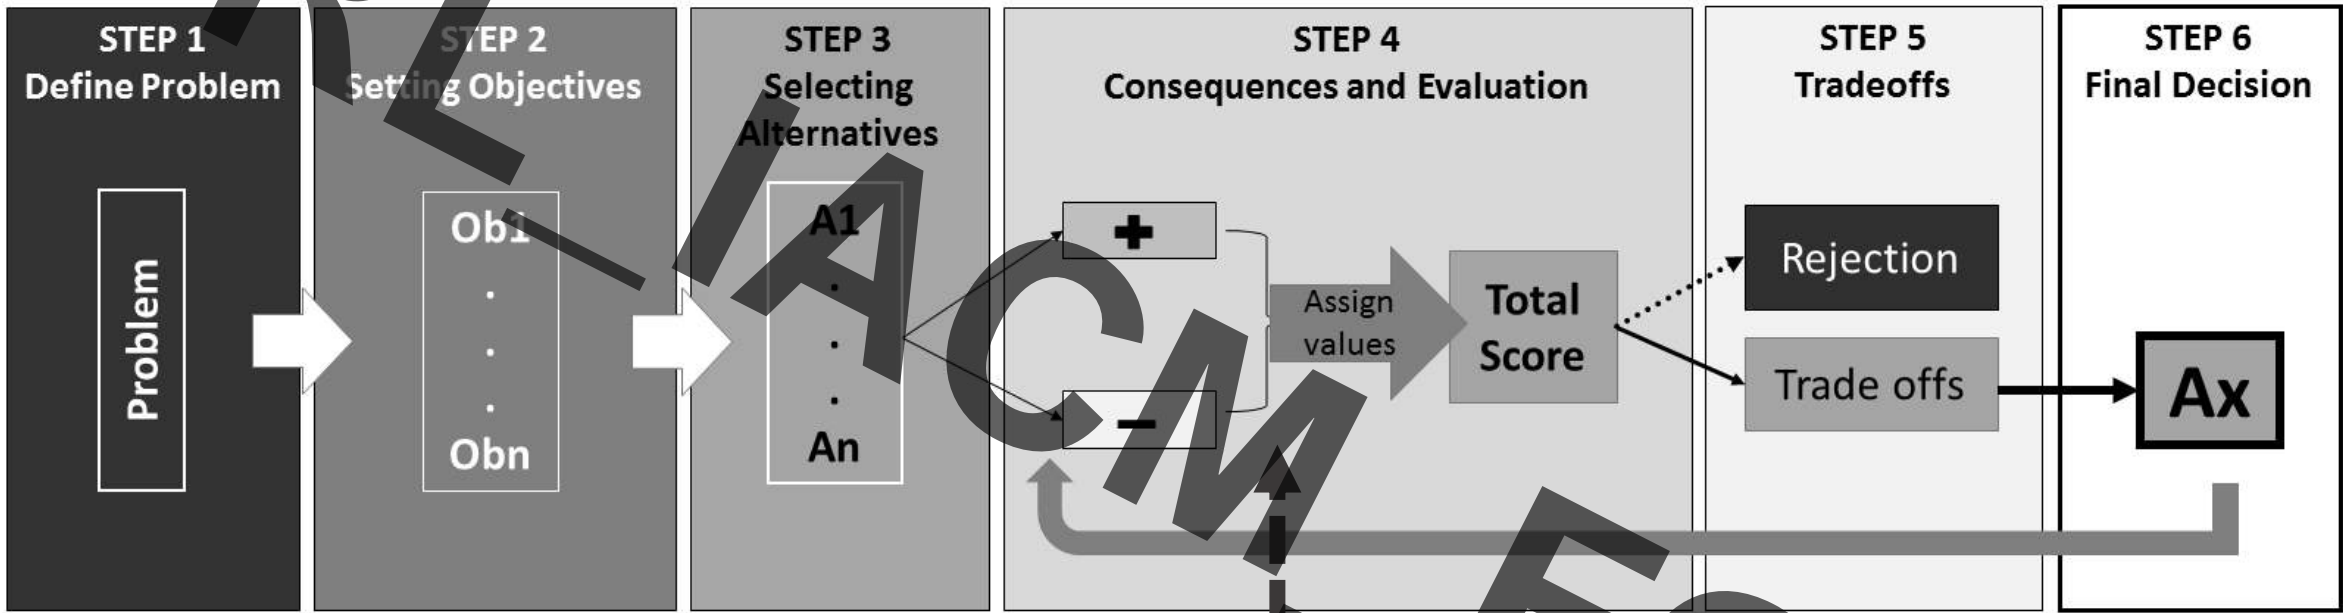 STEP 1
Define Problem
Problem
STEP 2
Setting Objectives
Ob1
.
.
.
Obn
STEP 3
Selecting
Alternatives
A1
.
.
.
An
STEP 4
Consequences and Evaluation
+
−
Assign
values
Total
Score
STEP 5
Tradeoffs
Rejection
Trade offs
STEP 6
Final Decision
Ax